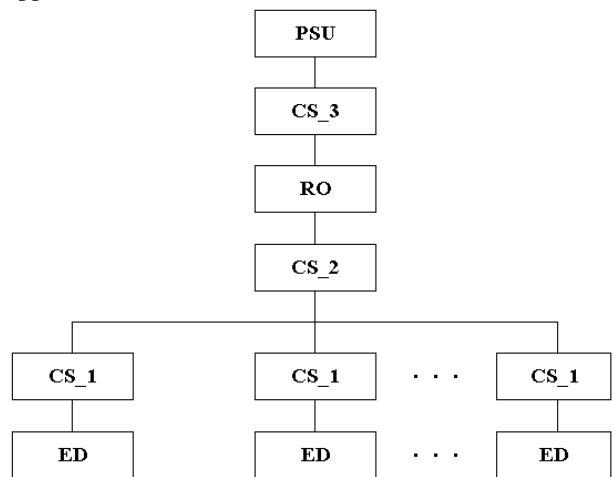 PSU
CS_3
RO
CS_2
CS_1 CS_1 . . . CS_1
ED ED . . . ED